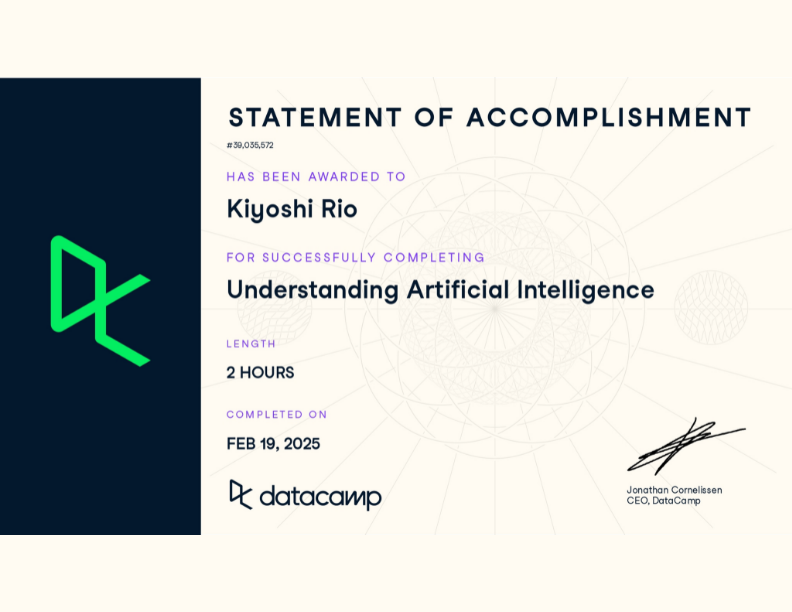 STATEMENT OF ACCOMPLISHMENT
#39,035,572
HAS BEEN AWARDED TO
Kiyoshi Rio
FOR SUCCESSFULLY COMPLETING
Understanding Artificial Intelligence
LENGTH
2 HOURS
COMPLETED ON
FEB 19, 2025
datacamp
Jonathan Cornelissen
CEO, DataCamp